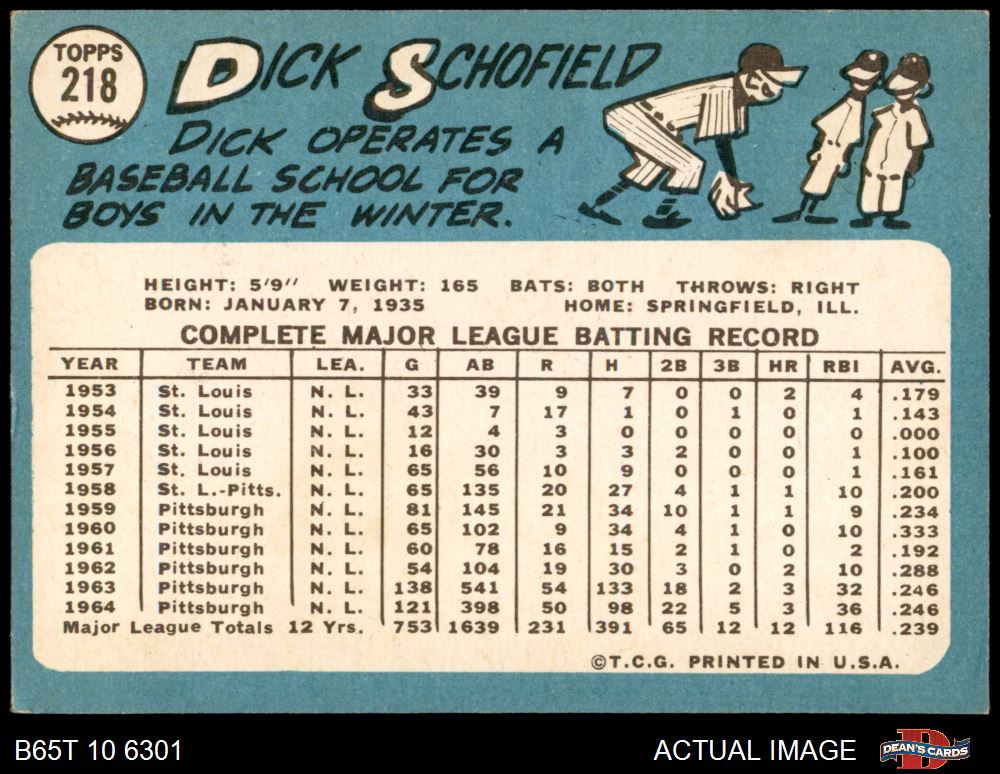 TOPPS
218
DICK SCHOFIELD
DICK OPERATES A
BASEBALL SCHOOL FOR
BOYS IN THE WINTER.
HEIGHT: 5'9" WEIGHT: 165 BATS: BOTH THROWS: RIGHT
BORN: JANUARY 7, 1935 HOME: SPRINGFIELD, ILL.
COMPLETE MAJOR LEAGUE BATTING RECORD
YEAR TEAM LEA. G AB R H 2B 3B HR RBI AVG.
1953 St. Louis N. L. 33 39 9 7 0 0 2 4 .179
1954 St. Louis N. L. 43 7 17 1 0 1 0 1 .143
1955 St. Louis N. L. 12 4 3 0 0 0 0 0 .000
1956 St. Louis N. L. 16 30 3 3 2 0 0 1 .100
1957 St. Louis N. L. 65 56 10 9 0 0 0 1 .161
1958 St. L.-Pitts. N. L. 65 135 20 27 4 1 1 10 .200
1959 Pittsburgh N. L. 81 145 21 34 10 1 1 9 .234
1960 Pittsburgh N. L. 65 102 9 34 4 1 0 10 .333
1961 Pittsburgh N. L. 60 78 16 15 2 1 0 2 .192
1962 Pittsburgh N. L. 54 104 19 30 3 0 2 10 .288
1963 Pittsburgh N. L. 138 541 54 133 18 2 3 32 .246
1964 Pittsburgh N. L. 121 398 50 98 22 5 3 36 .246
Major League Totals 12 Yrs. 753 1639 231 391 65 12 12 116 .239
©T.C.G. PRINTED IN U.S.A.
B65T 10 6301 ACTUAL IMAGE DEAN'S CARDS